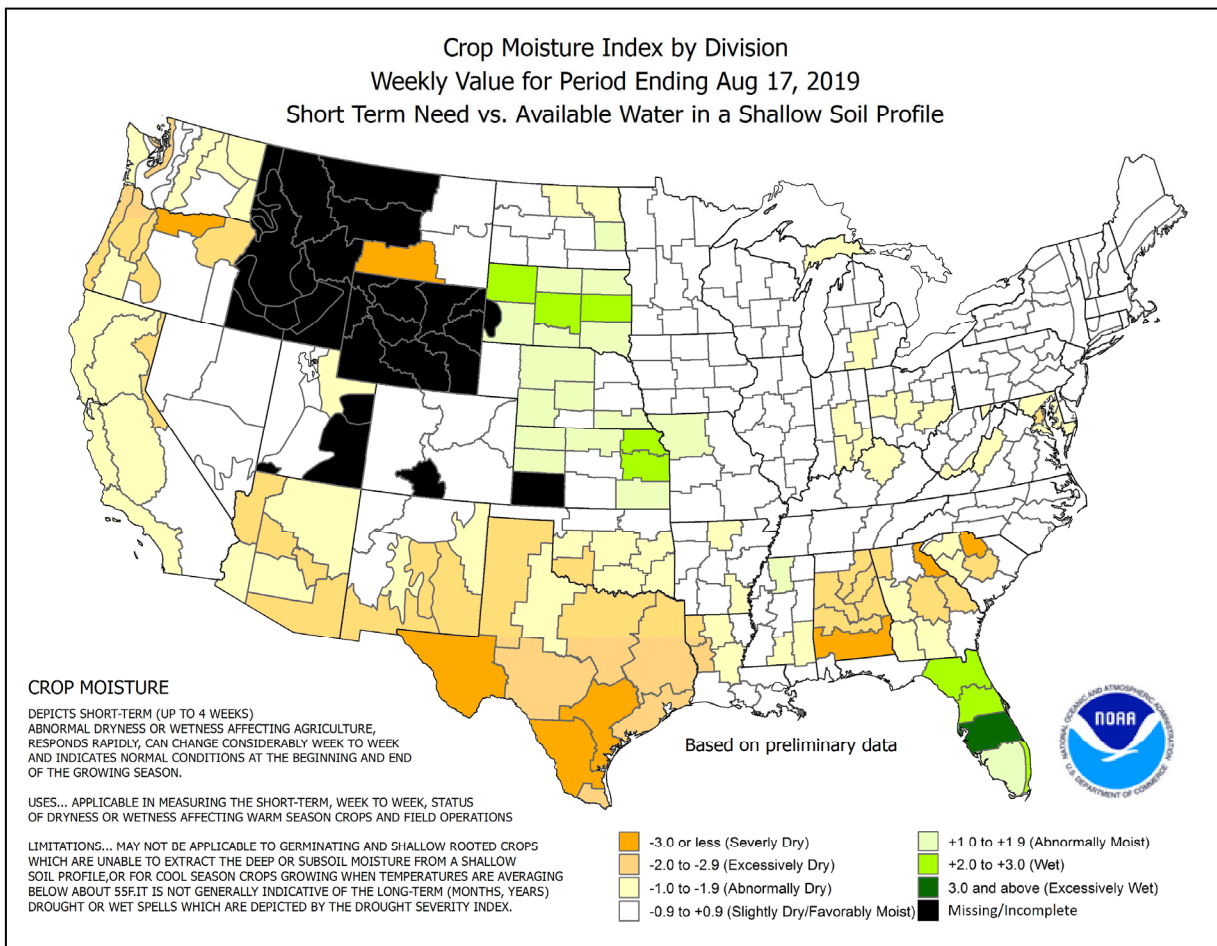 Crop Moisture Index by Division
Weekly Value for Period Ending Aug 17, 2019
Short Term Need vs. Available Water in a Shallow Soil Profile
CROP MOISTURE
DEPICTS SHORT-TERM (UP TO 4 WEEKS)
ABNORMAL DRYNESS OR WETNESS AFFECTING AGRICULTURE,
RESPONDS RAPIDLY, CAN CHANGE CONSIDERABLY WEEK TO WEEK
AND INDICATES NORMAL CONDITIONS AT THE BEGINNING AND END
OF THE GROWING SEASON.
USES... APPLICABLE IN MEASURING THE SHORT-TERM, WEEK TO WEEK, STATUS
OF DRYNESS OR WETNESS AFFECTING WARM SEASON CROPS AND FIELD OPERATIONS
LIMITATIONS... MAY NOT BE APPLICABLE TO GERMINATING AND SHALLOW ROOTED CROPS
WHICH ARE UNABLE TO EXTRACT THE DEEP OR SUBSOIL MOISTURE FROM A SHALLOW
SOIL PROFILE,OR FOR COOL SEASON CROPS GROWING WHEN TEMPERATURES ARE AVERAGING
BELOW ABOUT 55F.IT IS NOT GENERALLY INDICATIVE OF THE LONG-TERM (MONTHS, YEARS)
DROUGHT OR WET SPELLS WHICH ARE DEPICTED BY THE DROUGHT SEVERITY INDEX.
Based on preliminary data
NATIONAL OCEANIC AND ATMOSPHERIC ADMINISTRATION
NOAA
U.S. DEPARTMENT OF COMMERCE
-3.0 or less (Severly Dry)
-2.0 to -2.9 (Excessively Dry)
-1.0 to -1.9 (Abnormally Dry)
-0.9 to +0.9 (Slightly Dry/Favorably Moist)
+1.0 to +1.9 (Abnormally Moist)
+2.0 to +3.0 (Wet)
3.0 and above (Excessively Wet)
Missing/Incomplete